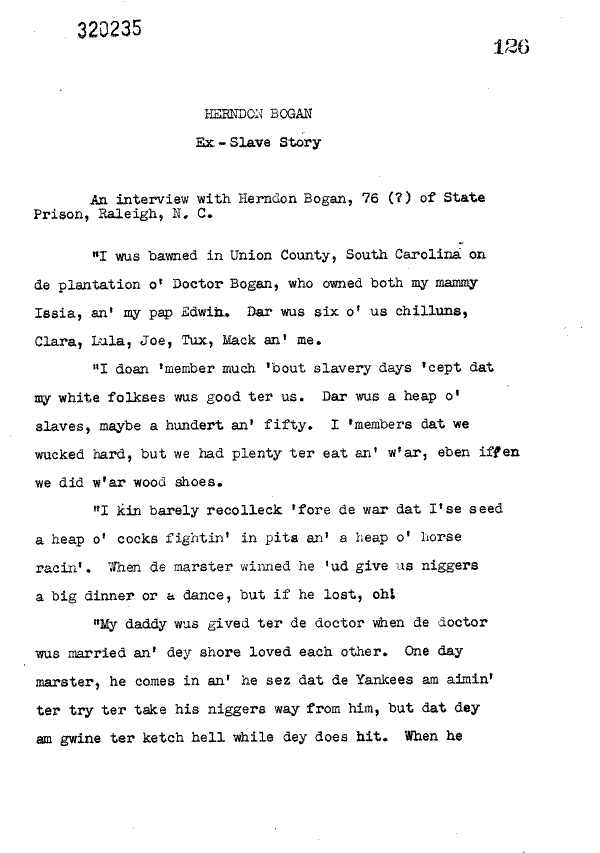 320235
126
HERNDON BOGAN
Ex - Slave Story
An interview with Herndon Bogan, 76 (?) of State
Prison, Raleigh, N. C.
"I wus bawned in Union County, South Carolina on
de plantation o' Doctor Bogan, who owned both my mammy
Issia, an' my pap Edwin. Dar wus six o' us chilluns,
Clara, Lula, Joe, Tux, Mack an' me.
"I doan 'member much 'bout slavery days 'cept dat
my white folkses wus good ter us. Dar wus a heap o'
slaves, maybe a hundert an' fifty. I 'members dat we
wucked hard, but we had plenty ter eat an' w'ar, eben iffen
we did w'ar wood shoes.
"I kin barely recolleck 'fore de war dat I'se seed
a heap o' cocks fightin' in pits an' a heap o' horse
racin'. When de marster winned he 'ud give us niggers
a big dinner or a dance, but if he lost, oh!
"My daddy wus gived ter de doctor when de doctor
wus married an' dey shore loved each other. One day
marster, he comes in an' he sez dat de Yankees am aimin'
ter try ter take his niggers way from him, but dat dey
am gwine ter ketch hell while dey does hit. When he